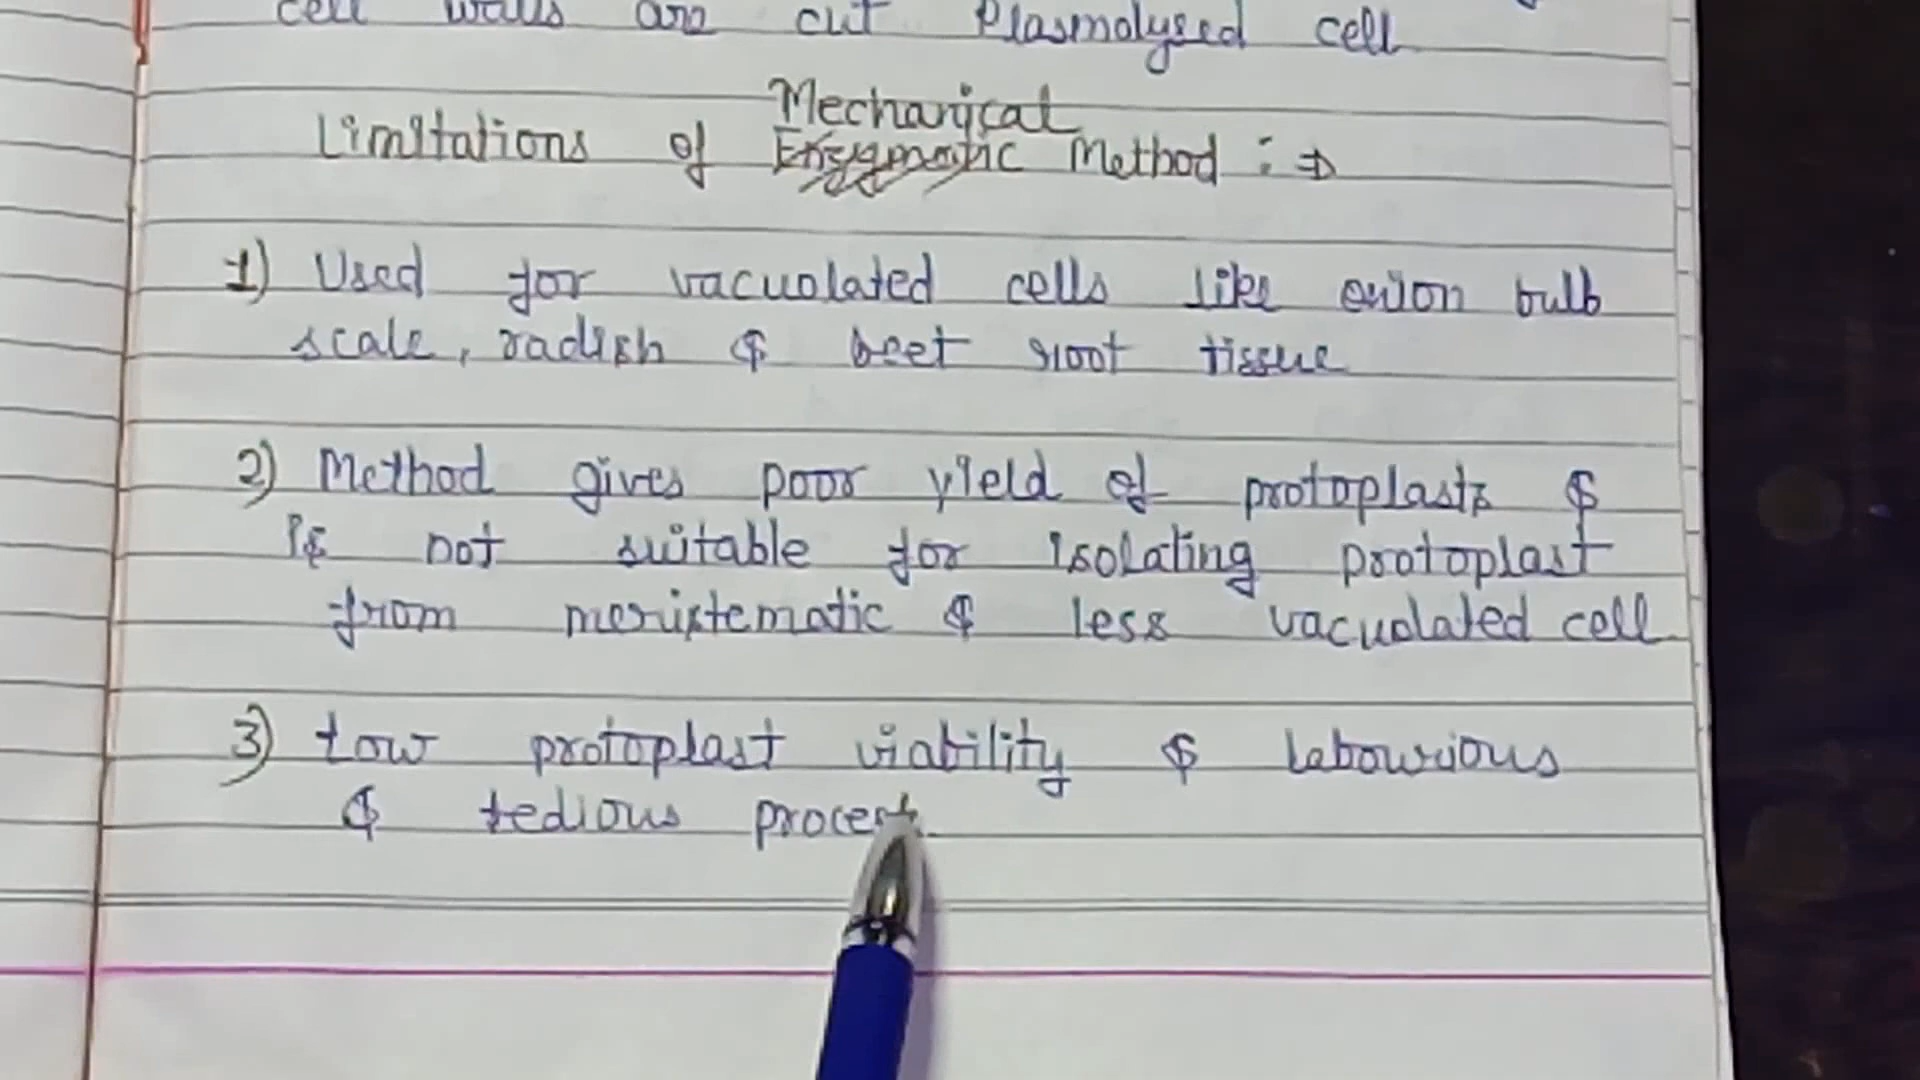 cell walls are cut Plasmolysed cell
Mechanical
Limitations of Enzymatic Method : ⇒
1) Used for vacuolated cells like onion bulb
scale, radish & beet root tissue
2) Method gives poor yield of protoplasts &
is not suitable for isolating protoplast
from meristematic & less vacuolated cell
3) Low protoplast viability & labourious
& tedious